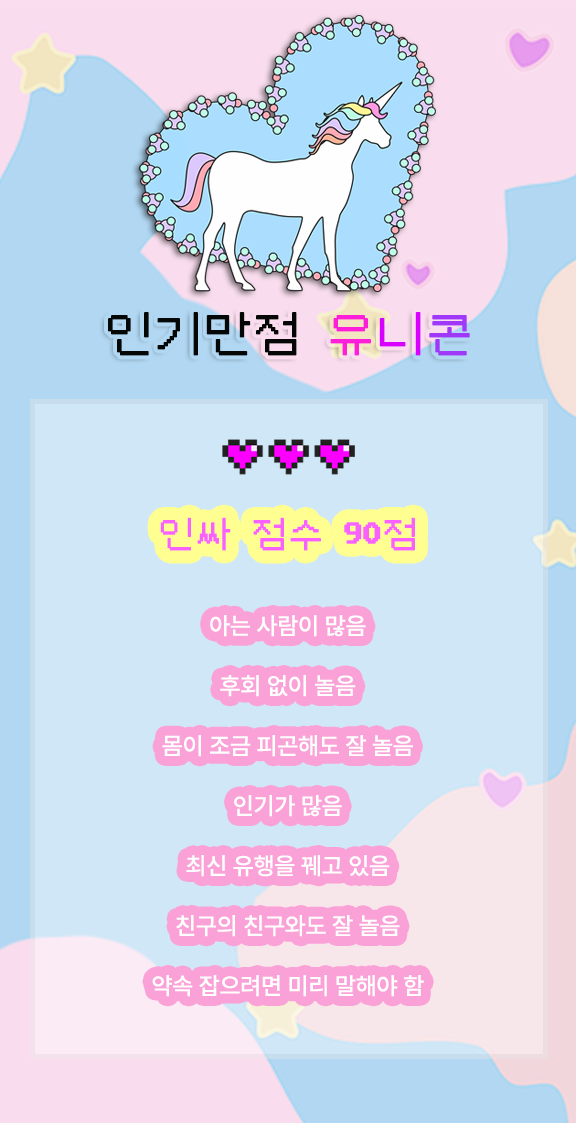 인기만점 유니콘
인싸 점수 90점
아는 사람이 많음
후회 없이 놀음
몸이 조금 피곤해도 잘 놀음
인기가 많음
최신 유행을 꿰고 있음
친구의 친구와도 잘 놀음
약속 잡으려면 미리 말해야 함